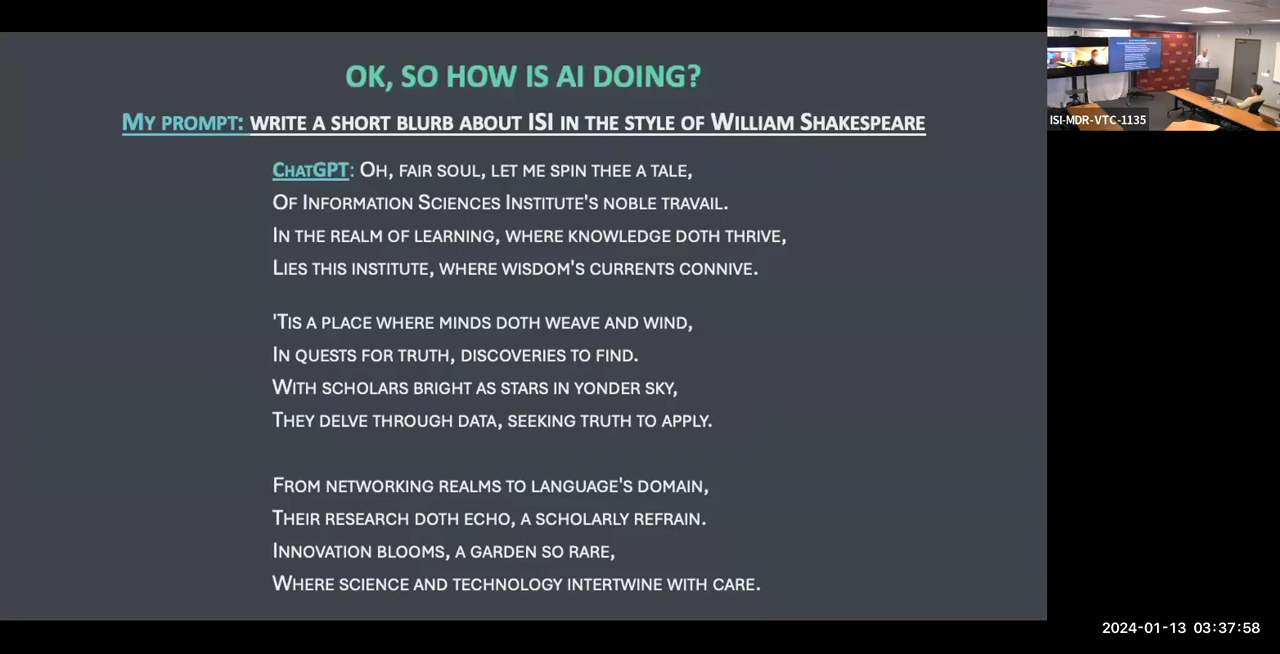 OK, SO HOW IS AI DOING?
MY PROMPT: WRITE A SHORT BLURB ABOUT ISI IN THE STYLE OF WILLIAM SHAKESPEARE
CHATGPT: OH, FAIR SOUL, LET ME SPIN THEE A TALE,
OF INFORMATION SCIENCES INSTITUTE'S NOBLE TRAVAIL.
IN THE REALM OF LEARNING, WHERE KNOWLEDGE DOTH THRIVE,
LIES THIS INSTITUTE, WHERE WISDOM'S CURRENTS CONNIVE.
'TIS A PLACE WHERE MINDS DOTH WEAVE AND WIND,
IN QUESTS FOR TRUTH, DISCOVERIES TO FIND.
WITH SCHOLARS BRIGHT AS STARS IN YONDER SKY,
THEY DELVE THROUGH DATA, SEEKING TRUTH TO APPLY.
FROM NETWORKING REALMS TO LANGUAGE'S DOMAIN,
THEIR RESEARCH DOTH ECHO, A SCHOLARLY REFRAIN.
INNOVATION BLOOMS, A GARDEN SO RARE,
WHERE SCIENCE AND TECHNOLOGY INTERTWINE WITH CARE.
ISI-MDR-VTC-1135
2024-01-13 03:37:58